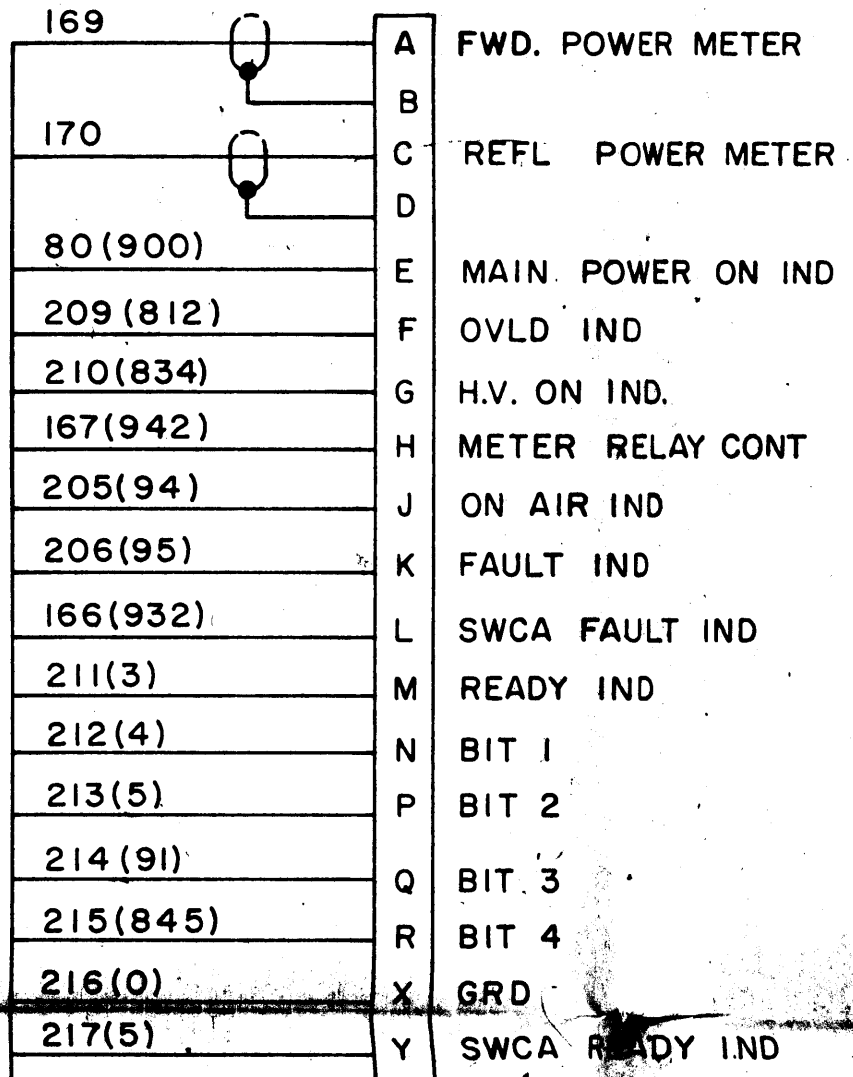 169 A FWD. POWER METER
B
170 C REFL POWER METER
D
80(900) E MAIN POWER ON IND
209(812) F OVLD IND
210(834) G H.V. ON IND.
167(942) H METER RELAY CONT
205(94) J ON AIR IND
206(95) K FAULT IND
166(932) L SWCA FAULT IND
211(3) M READY IND
212(4) N BIT 1
213(5) P BIT 2
214(91) Q BIT 3
215(845) R BIT 4
216(0) X GRD
217(5) Y SWCA READY IND